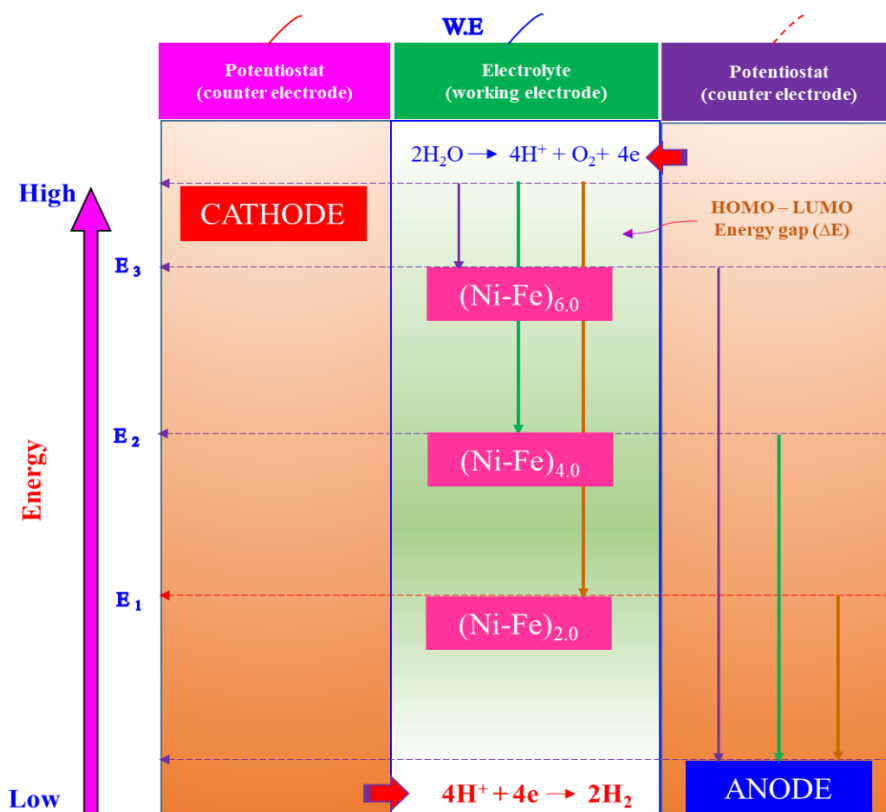 W.E
Potentiostat
(counter electrode)
Electrolyte
(working electrode)
Potentiostat
(counter electrode)
2H₂O → 4H⁺ + O₂+ 4e
High
CATHODE
HOMO – LUMO
Energy gap (ΔE)
E₃
(Ni-Fe)₆.₀
Energy
E₂
(Ni-Fe)₄.₀
E₁
(Ni-Fe)₂.₀
Low
4H⁺ + 4e → 2H₂
ANODE